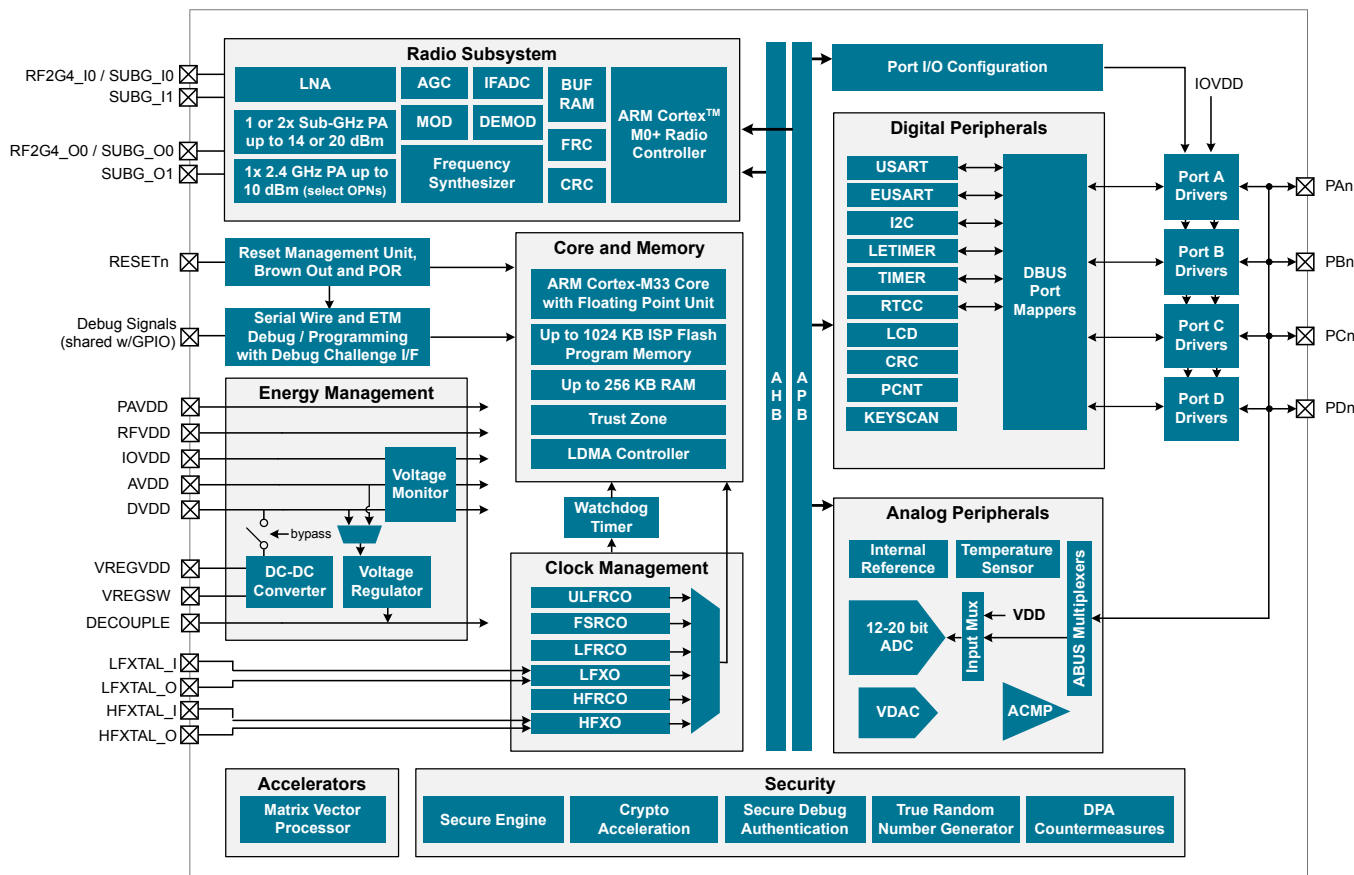 Radio Subsystem
RF2G4_I0 / SUBG_I0
SUBG_I1
RF2G4_O0 / SUBG_O0
SUBG_O1
LNA
1 or 2x Sub-GHz PA
up to 14 or 20 dBm
1x 2.4 GHz PA up to
10 dBm (select OPNs)
AGC
IFADC
MOD
DEMOD
Frequency
Synthesizer
BUF
RAM
FRC
CRC
ARM Cortex™
M0+ Radio
Controller
RESETn
Reset Management Unit,
Brown Out and POR
Debug Signals
(shared w/GPIO)
Serial Wire and ETM
Debug / Programming
with Debug Challenge I/F
Core and Memory
ARM Cortex-M33 Core
with Floating Point Unit
Up to 1024 KB ISP Flash
Program Memory
Up to 256 KB RAM
Trust Zone
LDMA Controller
Energy Management
PAVDD
RFVDD
IOVDD
AVDD
DVDD
VREGVDD
VREGSW
DECOUPLE
Voltage
Monitor
bypass
DC-DC
Converter
Voltage
Regulator
Watchdog
Timer
Clock Management
ULFRCO
FSRCO
LFRCO
LFXO
HFRCO
HFXO
LFXTAL_I
LFXTAL_O
HFXTAL_I
HFXTAL_O
AHB
APB
Port I/O Configuration
IOVDD
Digital Peripherals
USART
EUSART
I2C
LETIMER
TIMER
RTCC
LCD
CRC
PCNT
KEYSCAN
DBUS
Port
Mappers
Port A
Drivers
Port B
Drivers
Port C
Drivers
Port D
Drivers
PAn
PBn
PCn
PDn
Analog Peripherals
Internal
Reference
Temperature
Sensor
12-20 bit
ADC
Input Mux
VDD
ABUS Multiplexers
VDAC
ACMP
Accelerators
Matrix Vector
Processor
Security
Secure Engine
Crypto
Acceleration
Secure Debug
Authentication
True Random
Number Generator
DPA
Countermeasures